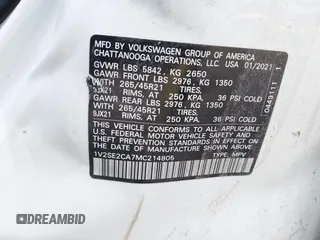 MFD. BY VOLKSWAGEN GROUP OF AMERICA
CHATTANOOGA OPERATIONS, LLC. USA 01/2021
GVWR LBS 5842, KG 2650
GAWR FRONT LBS 2976, KG 1350
WITH 265/45R21 TIRES.
9JX21 RIMS, AT 250 KPA. 36 PSI COLD
GAWR REAR LBS 2976, KG 1350
WITH 265/45R21 TIRES.
9JX21 RIMS, AT 250 KPA. 36 PSI COLD
THIS VEHICLE CONFORMS TO ALL APPLICABLE
U.S. FEDERAL MOTOR VEHICLE SAFETY AND
THEFT PREVENTION STANDARDS IN EFFECT ON THE
DATE OF MANUFACTURE SHOWN ABOVE.
1V2SE2CA7MC214805 TYPE: MPV
0449111 1
DREAMBID